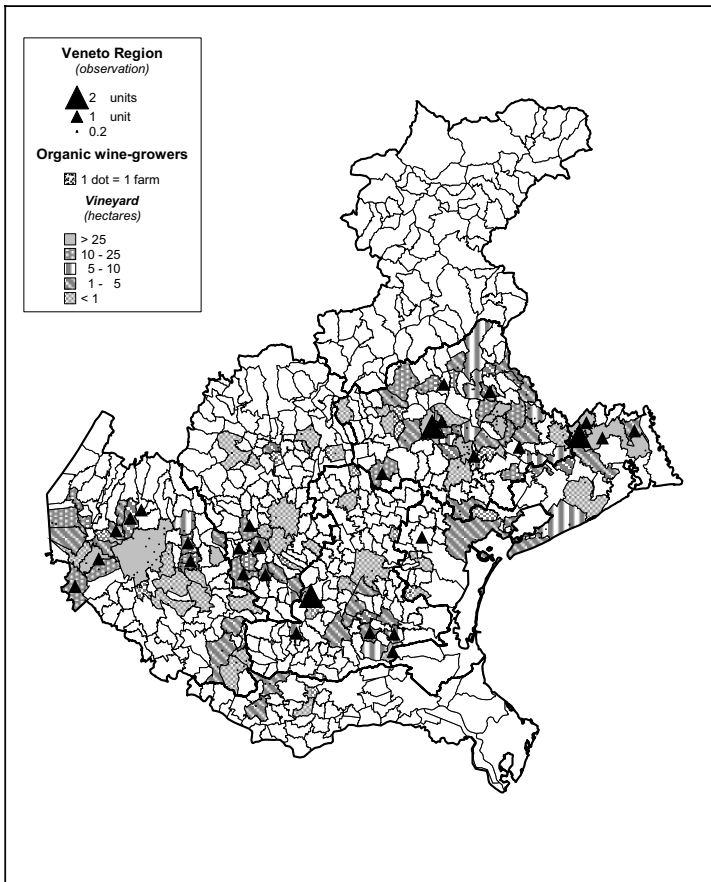 Veneto Region
(observation)
2 units
1 unit
0.2
Organic wine-growers
1 dot = 1 farm
Vineyard
(hectares)
> 25
10 - 25
5 - 10
1 - 5
< 1